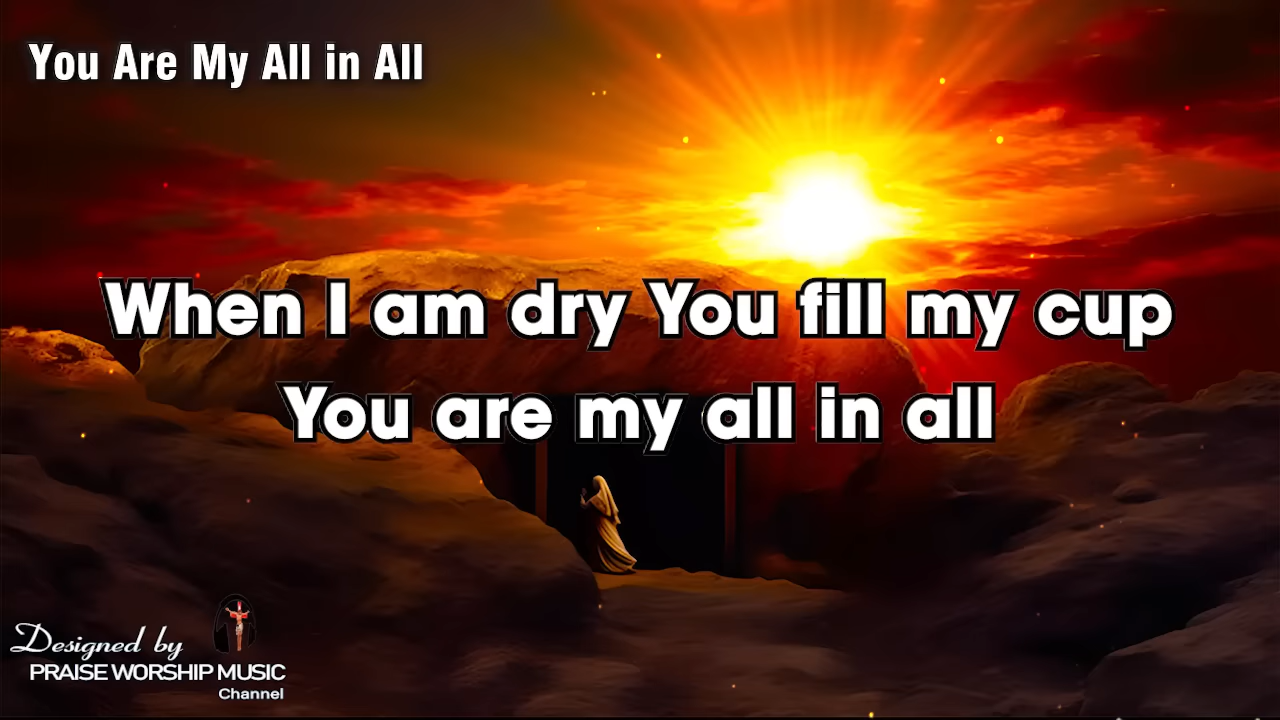 You Are My All in All
When I am dry You fill my cup
You are my all in all
Designed by
PRAISE WORSHIP MUSIC
Channel